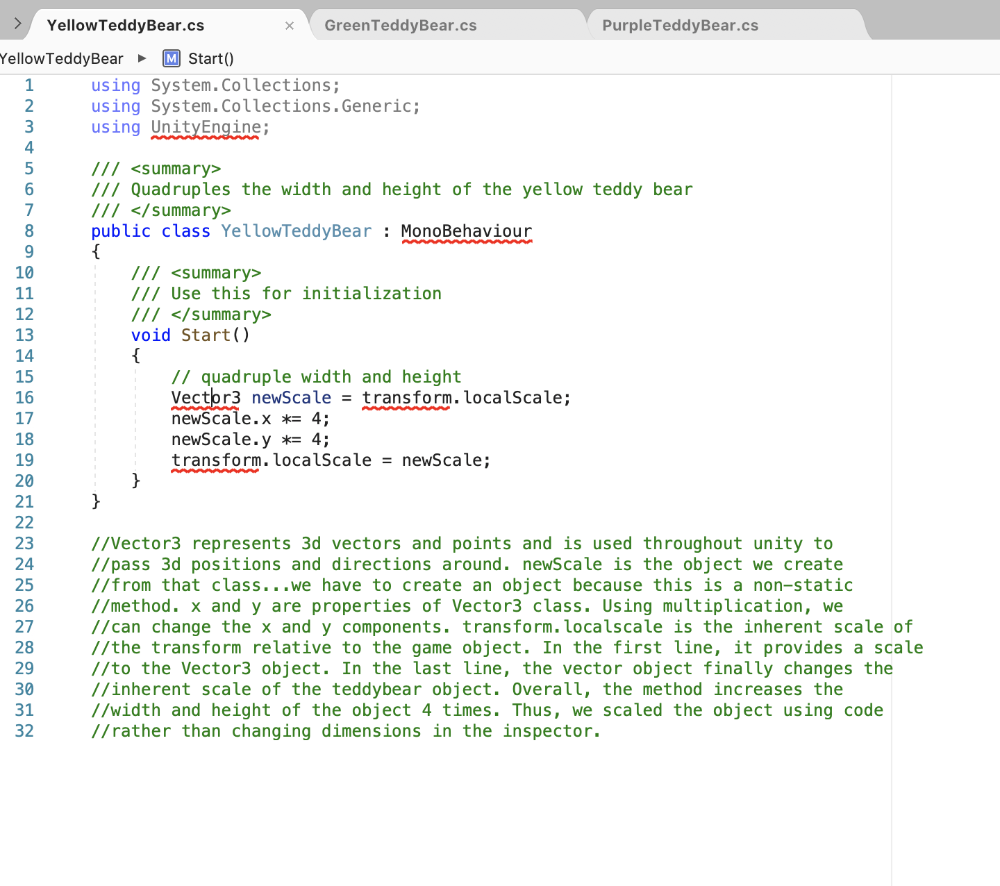 YellowTeddyBear.cs × GreenTeddyBear.cs PurpleTeddyBear.cs
YellowTeddyBear ▸ M Start()
1 using System.Collections;
2 using System.Collections.Generic;
3 using UnityEngine;
4
5 /// <summary>
6 /// Quadruples the width and height of the yellow teddy bear
7 /// </summary>
8 public class YellowTeddyBear : MonoBehaviour
9 {
10 /// <summary>
11 /// Use this for initialization
12 /// </summary>
13 void Start()
14 {
15 // quadruple width and height
16 Vector3 newScale = transform.localScale;
17 newScale.x *= 4;
18 newScale.y *= 4;
19 transform.localScale = newScale;
20 }
21 }
22
23 //Vector3 represents 3d vectors and points and is used throughout unity to
24 //pass 3d positions and directions around. newScale is the object we create
25 //from that class...we have to create an object because this is a non-static
26 //method. x and y are properties of Vector3 class. Using multiplication, we
27 //can change the x and y components. transform.localscale is the inherent scale of
28 //the transform relative to the game object. In the first line, it provides a scale
29 //to the Vector3 object. In the last line, the vector object finally changes the
30 //inherent scale of the teddybear object. Overall, the method increases the
31 //width and height of the object 4 times. Thus, we scaled the object using code
32 //rather than changing dimensions in the inspector.